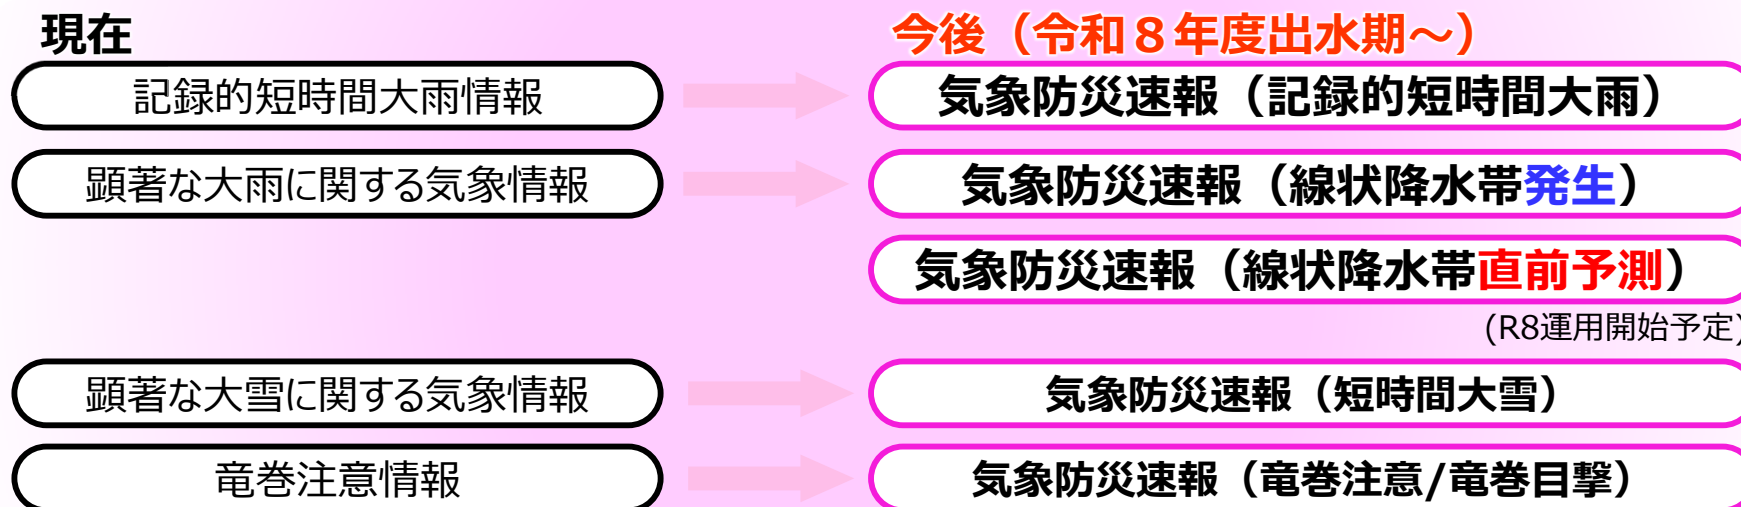 現在
今後（令和８年度出水期～）
記録的短時間大雨情報
気象防災速報（記録的短時間大雨）
顕著な大雨に関する気象情報
気象防災速報（線状降水帯発生）
気象防災速報（線状降水帯直前予測）
(R8運用開始予定)
顕著な大雪に関する気象情報
気象防災速報（短時間大雪）
竜巻注意情報
気象防災速報（竜巻注意/竜巻目撃）